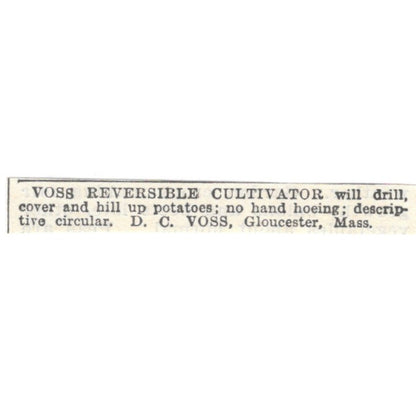 VOSS REVERSIBLE CULTIVATOR will drill,
cover and hill up potatoes; no hand hoeing; descrip-
tive circular. D. C. VOSS, Gloucester, Mass.